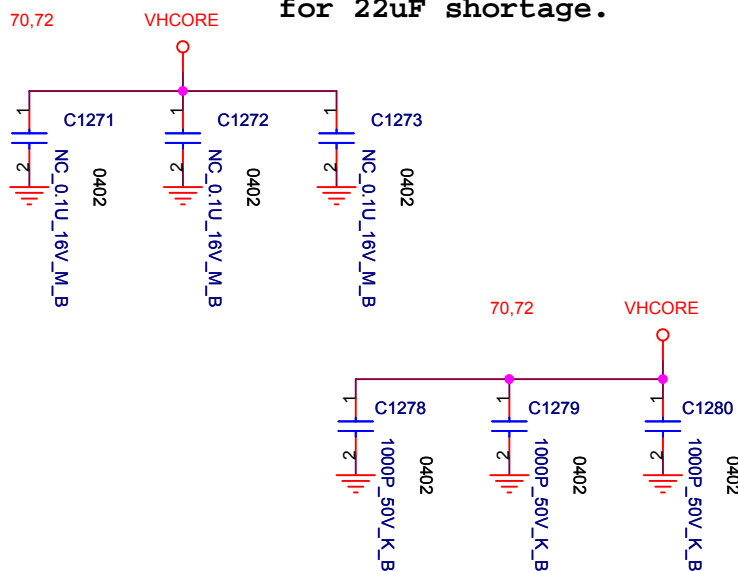 for 22uF shortage.
70,72
VHCORE
1
C1271
2
0402
NC_0.1U_16V_M_B
1
C1272
2
0402
NC_0.1U_16V_M_B
1
C1273
2
0402
NC_0.1U_16V_M_B
70,72
VHCORE
1
C1278
2
0402
1000P_50V_K_B
1
C1279
2
0402
1000P_50V_K_B
1
C1280
2
0402
1000P_50V_K_B